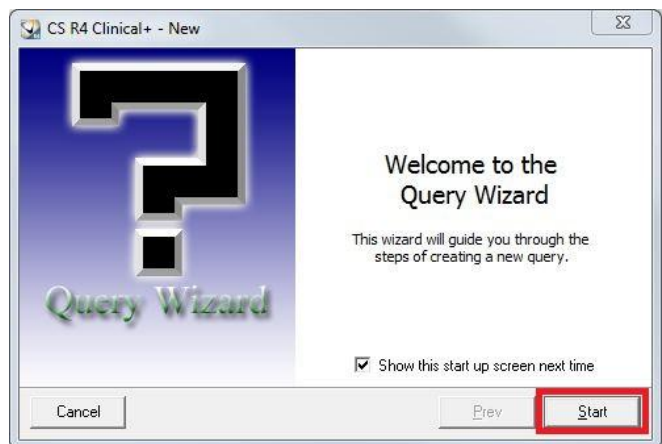 CS R4 Clinical+ - New
?
Query Wizard
Welcome to the
Query Wizard
This wizard will guide you through the
steps of creating a new query.
Show this start up screen next time
Cancel
Prev
Start